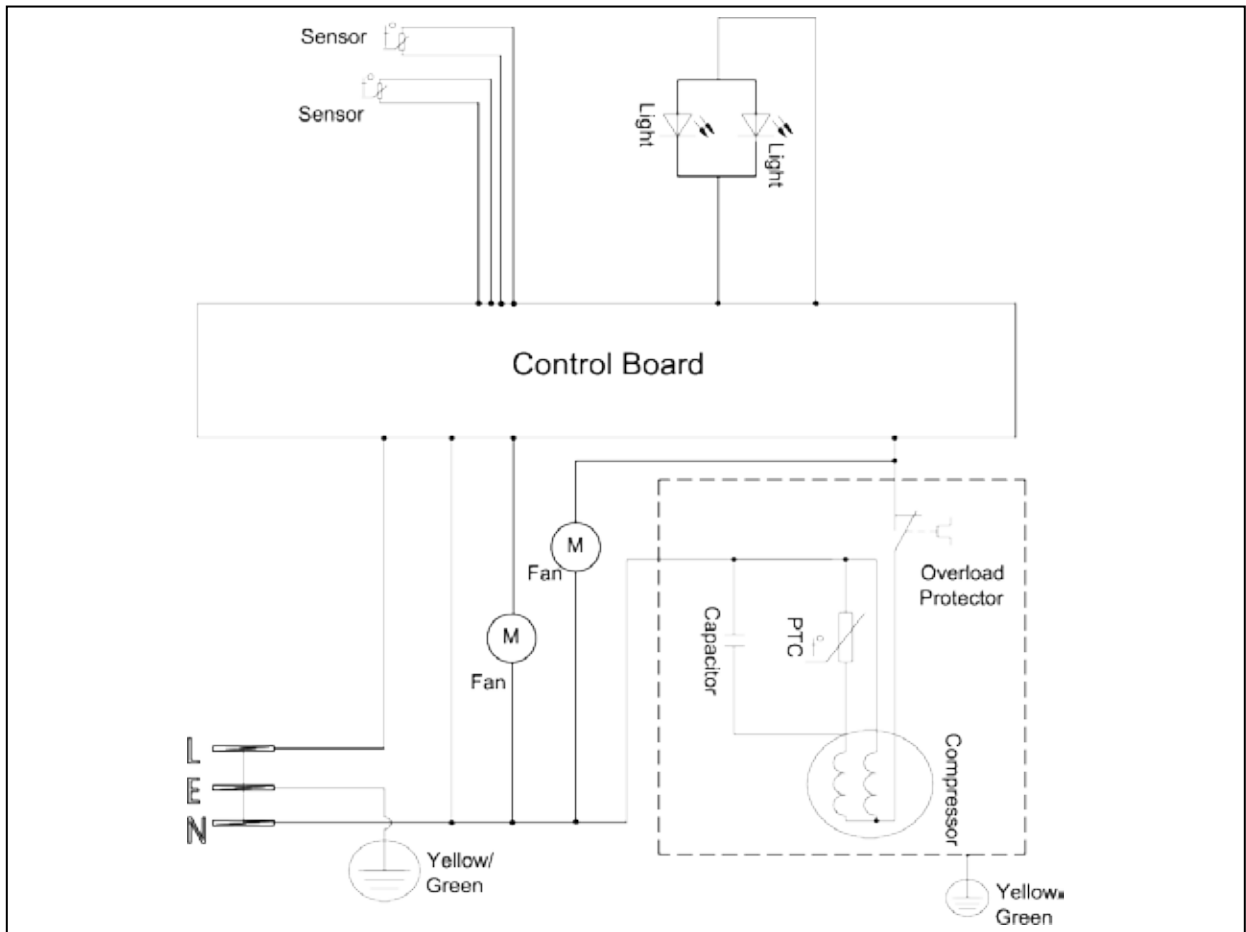 Sensor
Sensor
Light
Light
Control Board
M
Fan
M
Fan
Overload
Protector
Capacitor
PTC
Compressor
L
E
N
Yellow/
Green
Yellow
Green